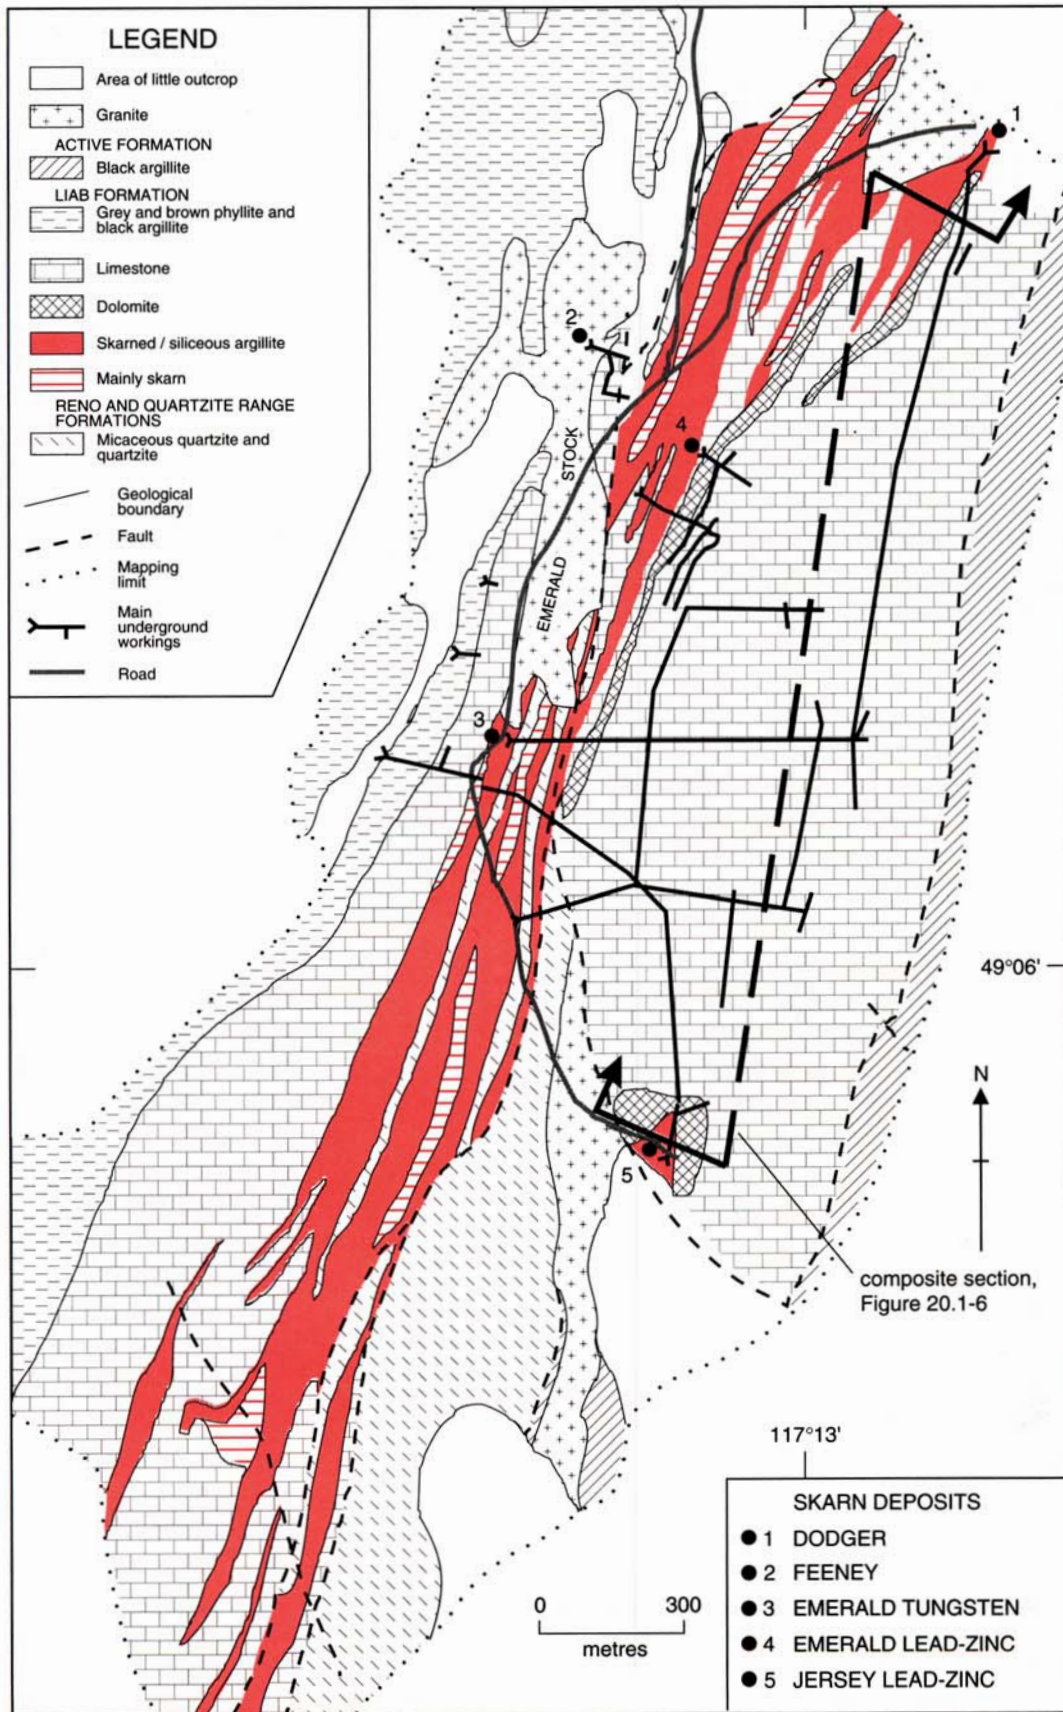 LEGEND
Area of little outcrop
Granite
ACTIVE FORMATION
Black argillite
LIAB FORMATION
Grey and brown phyllite and
black argillite
Limestone
Dolomite
Skarned / siliceous argillite
Mainly skarn
RENO AND QUARTZITE RANGE
FORMATIONS
Micaceous quartzite and
quartzite
Geological
boundary
Fault
Mapping
limit
Main
underground
workings
Road
1
2
4
STOCK
EMERALD
3
49°06'
N
5
composite section,
Figure 20.1-6
117°13'
0 300
metres
SKARN DEPOSITS
1 DODGER
2 FEENEY
3 EMERALD TUNGSTEN
4 EMERALD LEAD-ZINC
5 JERSEY LEAD-ZINC